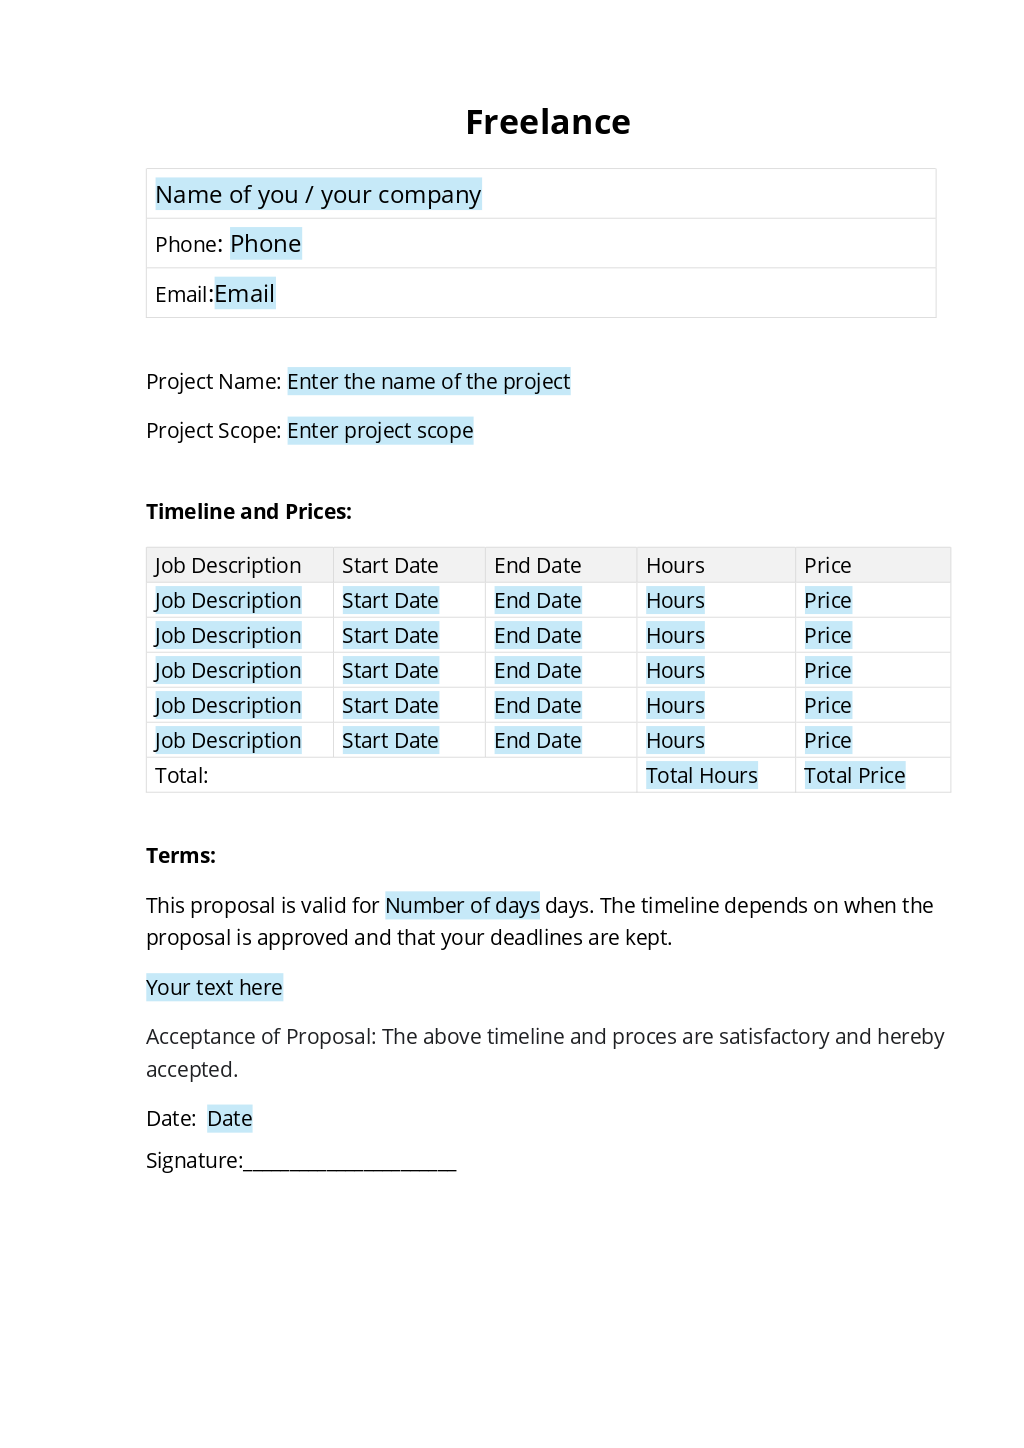 Freelance
Name of you / your company
Phone: Phone
Email:Email
Project Name: Enter the name of the project
Project Scope: Enter project scope
Timeline and Prices:
Job Description Start Date End Date Hours Price
Job Description Start Date End Date Hours Price
Job Description Start Date End Date Hours Price
Job Description Start Date End Date Hours Price
Job Description Start Date End Date Hours Price
Job Description Start Date End Date Hours Price
Total: Total Hours Total Price
Terms:
This proposal is valid for Number of days days. The timeline depends on when the
proposal is approved and that your deadlines are kept.
Your text here
Acceptance of Proposal: The above timeline and proces are satisfactory and hereby
accepted.
Date: Date
Signature:____________________